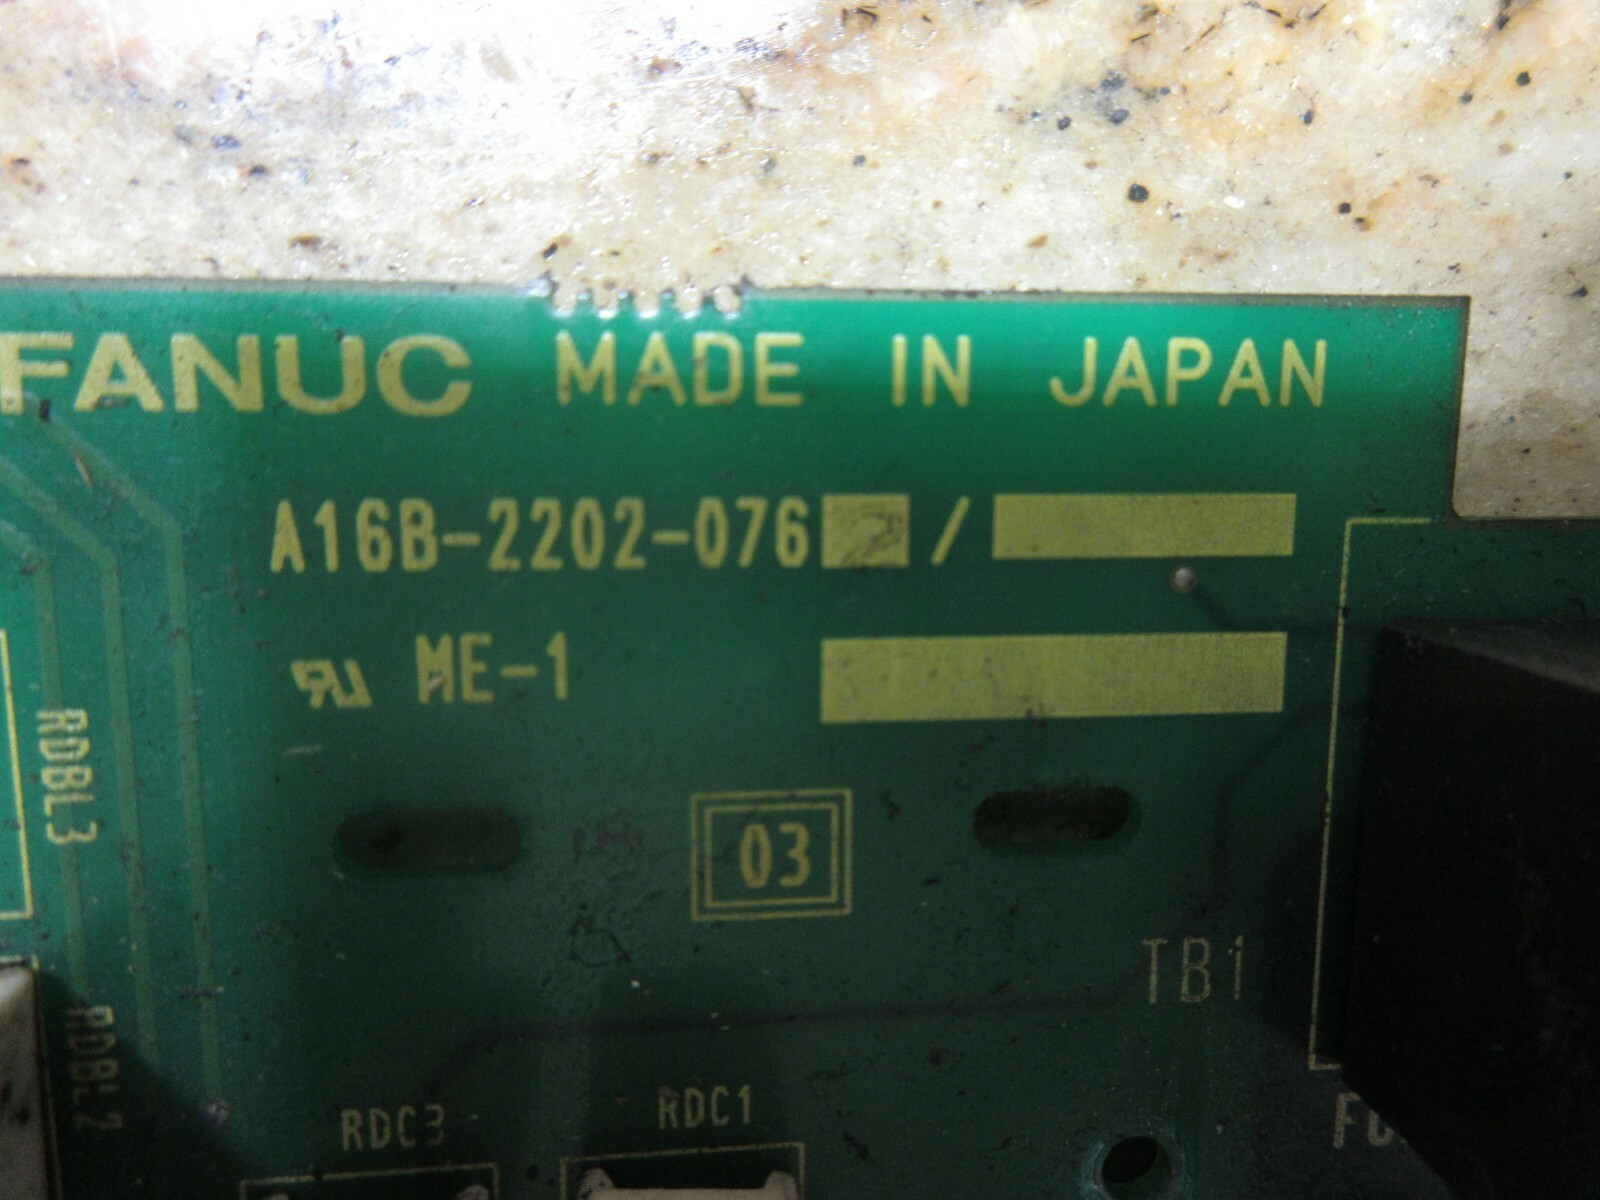 FANUC MADE IN JAPAN
A16B-2202-076 /
ME-1
RDBL3
03
TB1
RDBL2
RDC3
RDC1